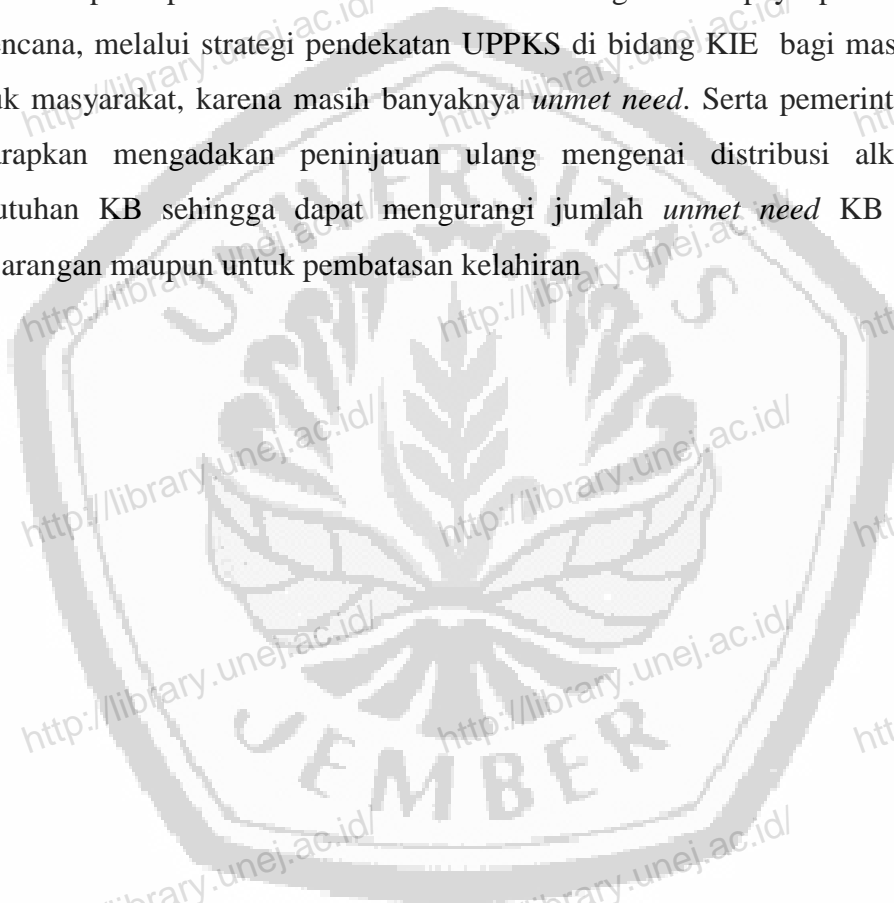 encana, melalui strategi pendekatan UPPKS di bidang KIE bagi mas
uk masyarakat, karena masih banyaknya unmet need. Serta pemerint
arapkan mengadakan peninjauan ulang mengenai distribusi alk
utuhan KB sehingga dapat mengurangi jumlah unmet need KB
arangan maupun untuk pembatasan kelahiran
UNIVERSITAS
http://library.unej.ac.id/
http://library.unej.ac.id/
http://library.unej.ac.id/
http://library.unej.ac.id/
http://library.unej.ac.id/
http://library.unej.ac.id/
http://library.unej.ac.id/
http://library.unej.ac.id/
JEMBER